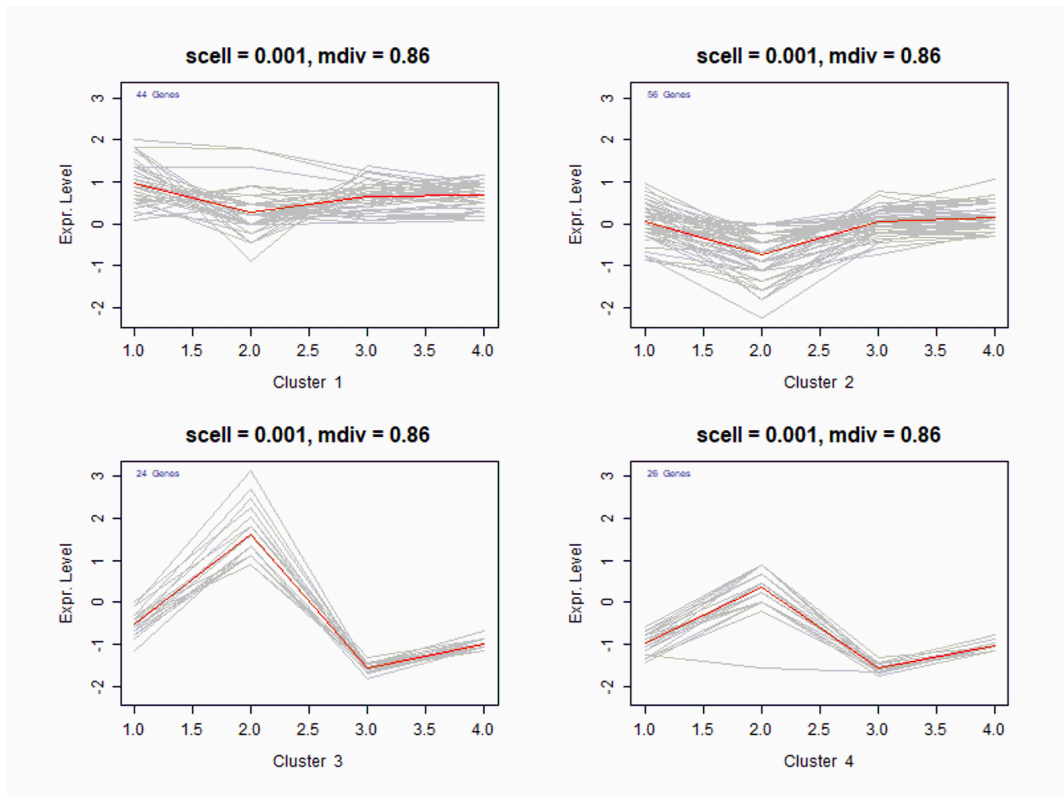 scell = 0.001, mdiv = 0.86
44 Genes
Expr. Level
3
2
1
0
-1
-2
1.0 1.5 2.0 2.5 3.0 3.5 4.0
Cluster 1
scell = 0.001, mdiv = 0.86
56 Genes
Expr. Level
3
2
1
0
-1
-2
1.0 1.5 2.0 2.5 3.0 3.5 4.0
Cluster 2
scell = 0.001, mdiv = 0.86
24 Genes
Expr. Level
3
2
1
0
-1
-2
1.0 1.5 2.0 2.5 3.0 3.5 4.0
Cluster 3
scell = 0.001, mdiv = 0.86
26 Genes
Expr. Level
3
2
1
0
-1
-2
1.0 1.5 2.0 2.5 3.0 3.5 4.0
Cluster 4